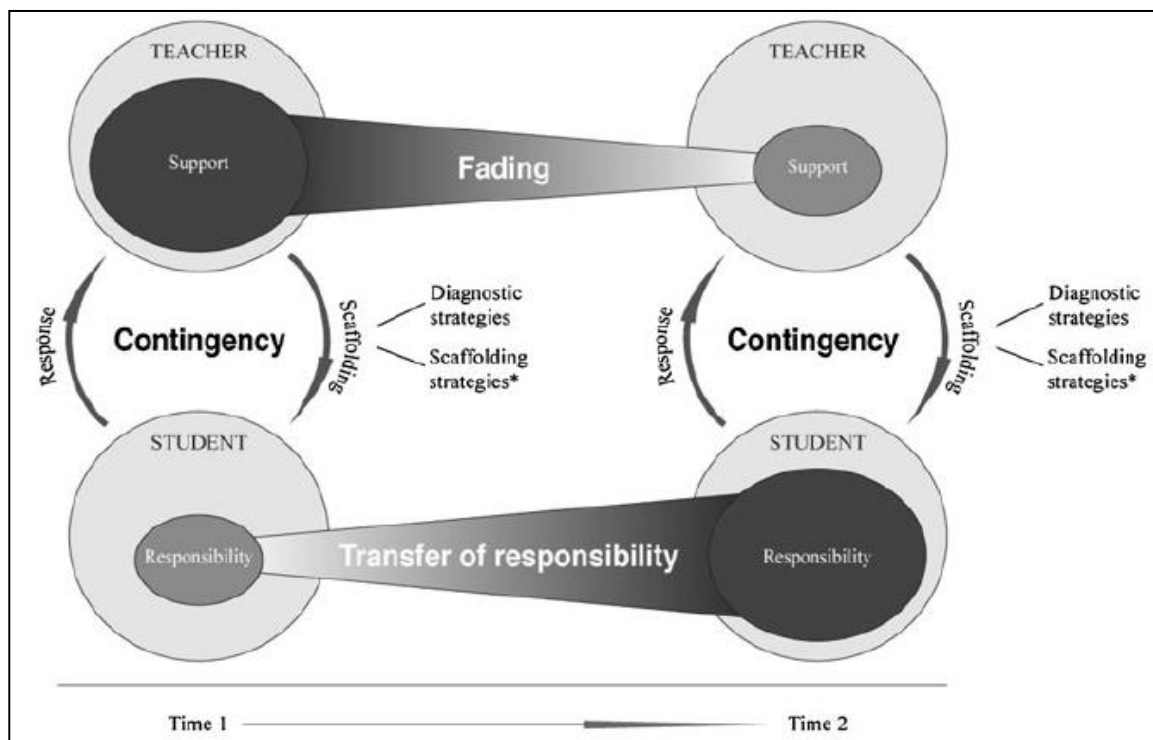 TEACHER
TEACHER
Support
Fading
Support
Response
Contingency
Scaffolding
Diagnostic
strategies
Scaffolding
strategies*
Response
Contingency
Scaffolding
Diagnostic
strategies
Scaffolding
strategies*
STUDENT
STUDENT
Responsibility
Transfer of responsibility
Responsibility
Time 1
Time 2